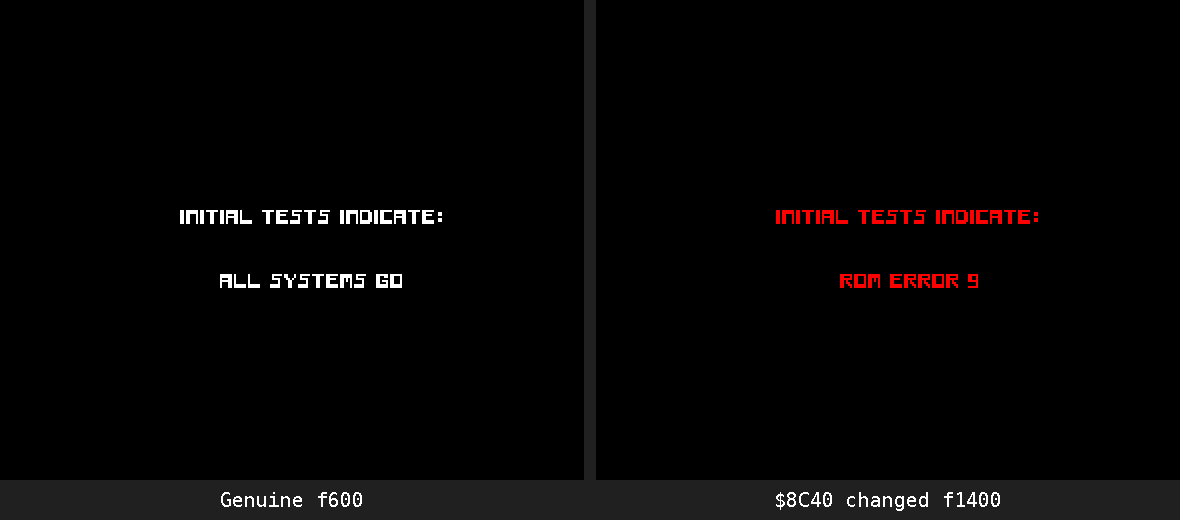 INITIAL TESTS INDICATE:
ALL SYSTEMS GO
INITIAL TESTS INDICATE:
ROM ERROR 9
Genuine f600
$8C40 changed f1400